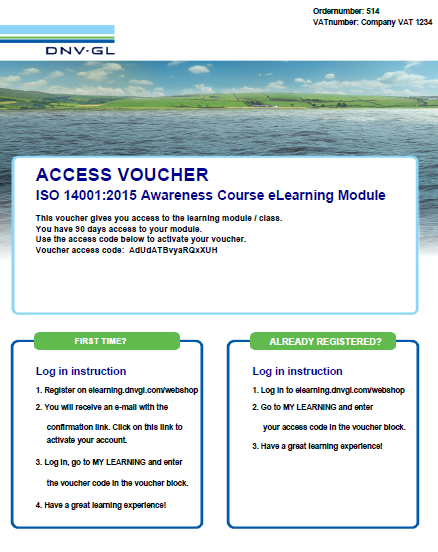 Ordernumber: 514
VATnumber: Company VAT 1234
DNV·GL
ACCESS VOUCHER
ISO 14001:2015 Awareness Course eLearning Module
This voucher gives you access to the learning module / class.
You have 90 days access to your module.
Use the access code below to activate your voucher.
Voucher access code: AdUdATBvyaRQxXUH
FIRST TIME?
Log in instruction
1. Register on elearning.dnvgl.com/webshop
2. You will receive an e-mail with the
confirmation link. Click on this link to
activate your account.
3. Log in, go to MY LEARNING and enter
the voucher code in the voucher block.
4. Have a great learning experience!
ALREADY REGISTERED?
Log in instruction
1. Log in to elearning.dnvgl.com/webshop
2. Go to MY LEARNING and enter
your access code in the voucher block.
3. Have a great learning experience!